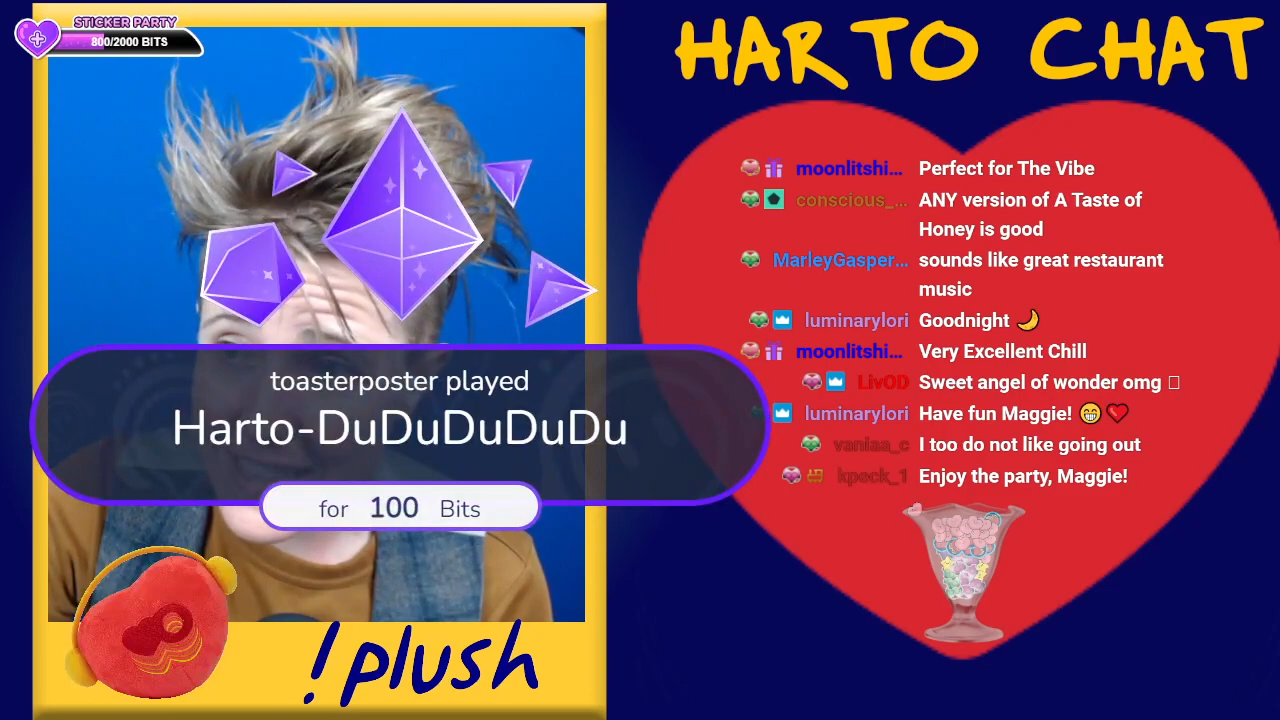 STICKER PARTY
800/2000 BITS
HARTO CHAT
moonlitshi... Perfect for The Vibe
conscious_... ANY version of A Taste of
Honey is good
MarleyGasper... sounds like great restaurant
music
luminarylori Goodnight 🌙
moonlitshi... Very Excellent Chill
LivOD Sweet angel of wonder omg
luminarylori Have fun Maggie! 😁❤️
vaniaa_c I too do not like going out
kpock_1 Enjoy the party, Maggie!
toasterposter played
Harto-DuDuDuDuDu
for 100 Bits
!plush